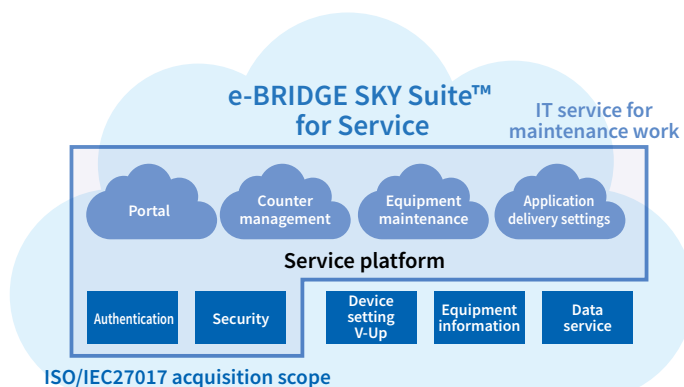 e-BRIDGE SKY Suite™
for Service
IT service for
maintenance work
Portal
Counter
management
Equipment
maintenance
Application
delivery settings
Service platform
Authentication
Security
Device
setting
V-Up
Equipment
information
Data
service
ISO/IEC27017 acquisition scope